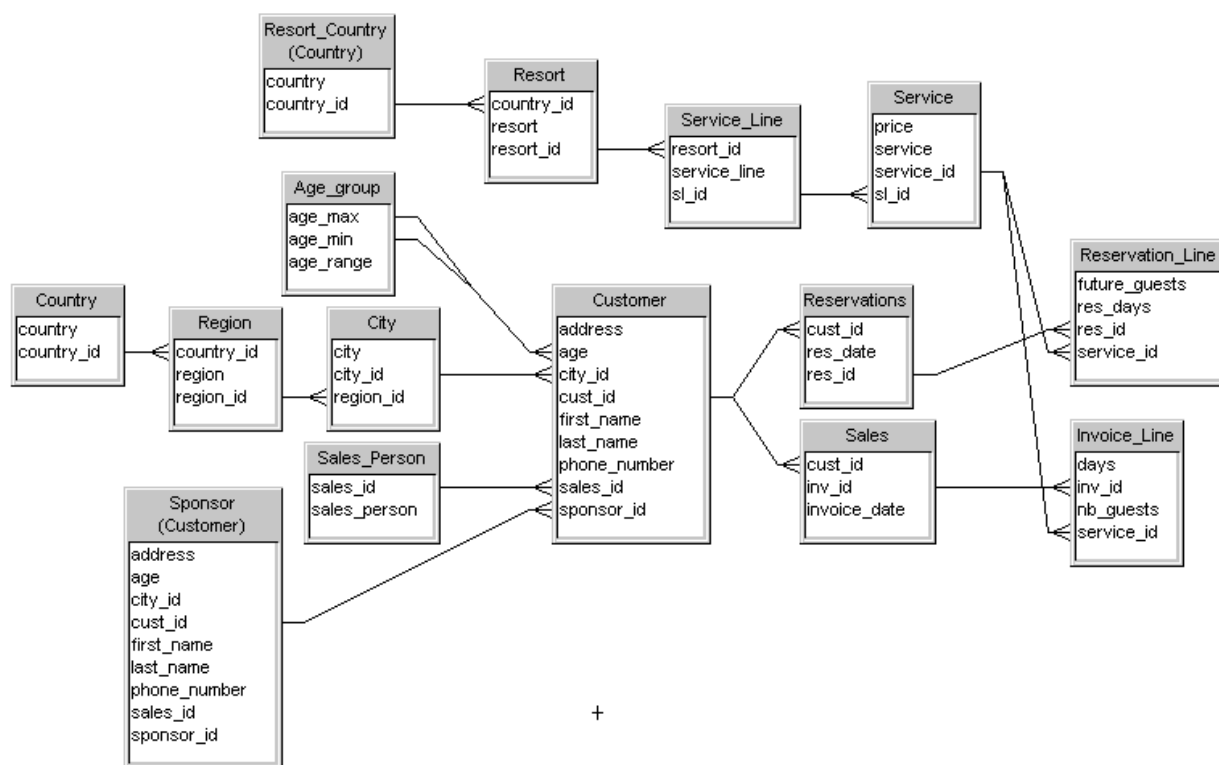 Resort_Country
(Country)
country
country_id
Resort
country_id
resort
resort_id
Service_Line
resort_id
service_line
sl_id
Service
price
service
service_id
sl_id
Age_group
age_max
age_min
age_range
Reservation_Line
future_guests
res_days
res_id
service_id
Country
country
country_id
Region
country_id
region
region_id
City
city
city_id
region_id
Customer
address
age
city_id
cust_id
first_name
last_name
phone_number
sales_id
sponsor_id
Reservations
cust_id
res_date
res_id
Sales
cust_id
inv_id
invoice_date
Invoice_Line
days
inv_id
nb_guests
service_id
Sales_Person
sales_id
sales_person
Sponsor
(Customer)
address
age
city_id
cust_id
first_name
last_name
phone_number
sales_id
sponsor_id